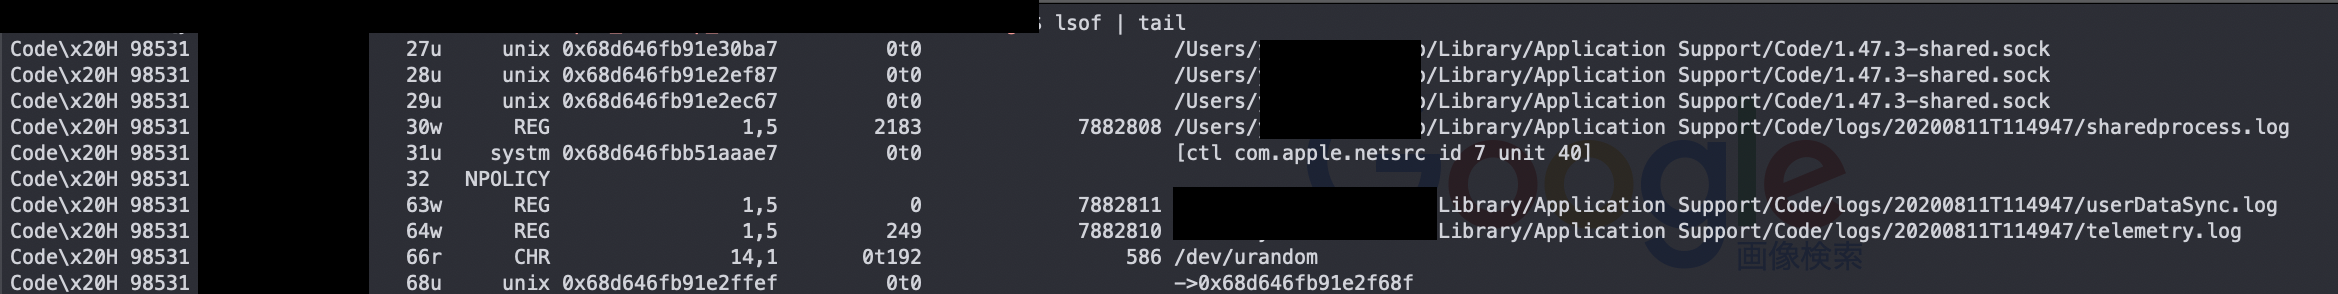 lsof | tail
Code\x20H 98531 27u unix 0x68d646fb91e30ba7 0t0 /Users/ /Library/Application Support/Code/1.47.3-shared.sock
Code\x20H 98531 28u unix 0x68d646fb91e2ef87 0t0 /Users/ /Library/Application Support/Code/1.47.3-shared.sock
Code\x20H 98531 29u unix 0x68d646fb91e2ec67 0t0 /Users/ /Library/Application Support/Code/1.47.3-shared.sock
Code\x20H 98531 30w REG 1,5 2183 7882808 /Users/ /Library/Application Support/Code/logs/20200811T114947/sharedprocess.log
Code\x20H 98531 31u systm 0x68d646fbb51aaae7 0t0 [ctl com.apple.netsrc id 7 unit 40]
Code\x20H 98531 32 NPOLICY
Code\x20H 98531 63w REG 1,5 0 7882811 Library/Application Support/Code/logs/20200811T114947/userDataSync.log
Code\x20H 98531 64w REG 1,5 249 7882810 Library/Application Support/Code/logs/20200811T114947/telemetry.log
Code\x20H 98531 66r CHR 14,1 0t192 586 /dev/urandom
Code\x20H 98531 68u unix 0x68d646fb91e2ffef 0t0 ->0x68d646fb91e2f68f
Google
画像検索